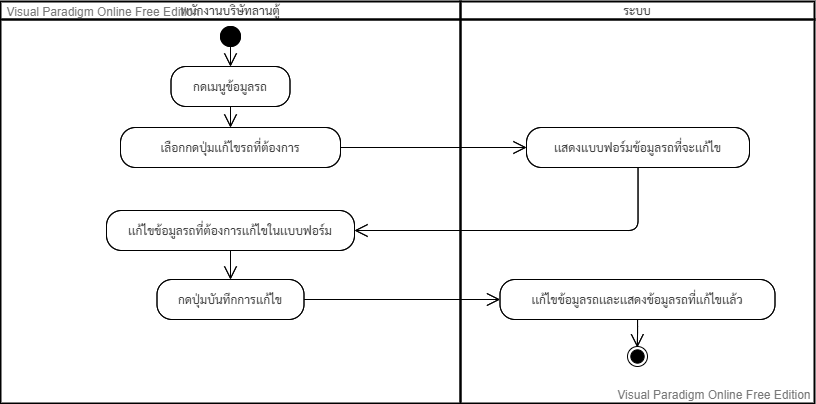 Visual Paradigm Online Free Edition
พนักงานบริษัทลานตู้
ระบบ
กดเมนูข้อมูลรถ
เลือกกดปุ่มแก้ไขรถที่ต้องการ
แสดงแบบฟอร์มข้อมูลรถที่จะแก้ไข
แก้ไขข้อมูลรถที่ต้องการแก้ไขในแบบฟอร์ม
กดปุ่มบันทึกการแก้ไข
แก้ไขข้อมูลรถและแสดงข้อมูลรถที่แก้ไขแล้ว
Visual Paradigm Online Free Edition